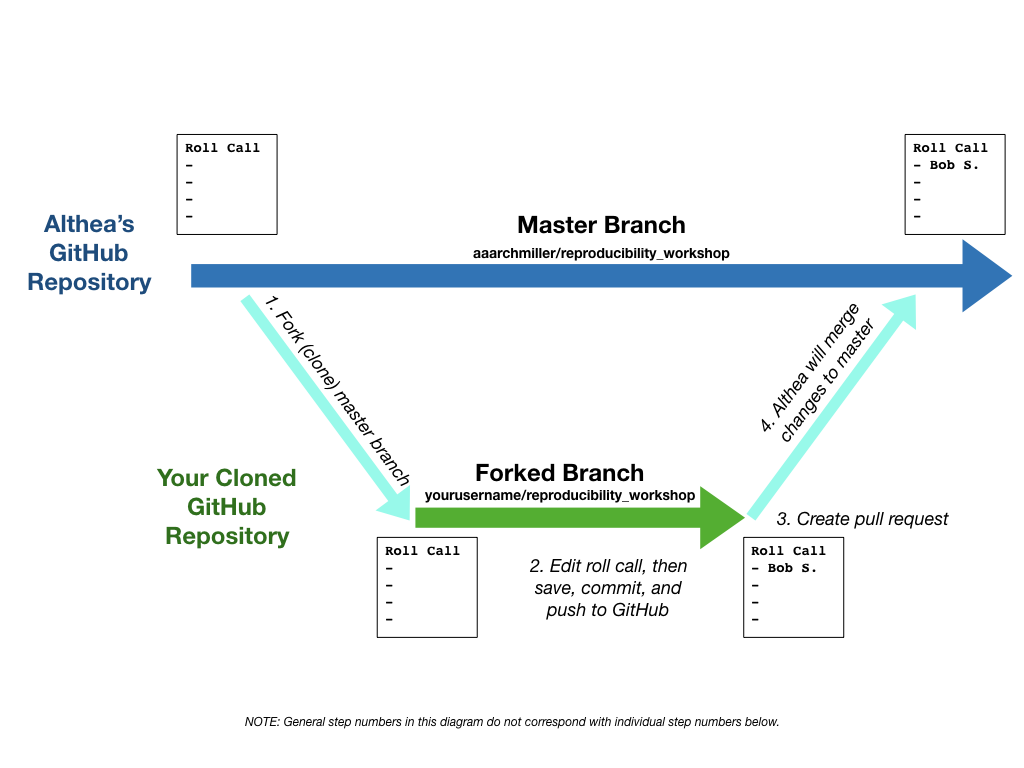 Roll Call
-
-
-
-
Roll Call
- Bob S.
-
-
-
Althea’s
GitHub
Repository
Master Branch
aaarchmiller/reproducibility_workshop
1. Fork (clone) master branch
4. Althea will merge
changes to master
Your Cloned
GitHub
Repository
Forked Branch
yourusername/reproducibility_workshop
3. Create pull request
Roll Call
-
-
-
-
2. Edit roll call, then
save, commit, and
push to GitHub
Roll Call
- Bob S.
-
-
-
NOTE: General step numbers in this diagram do not correspond with individual step numbers below.